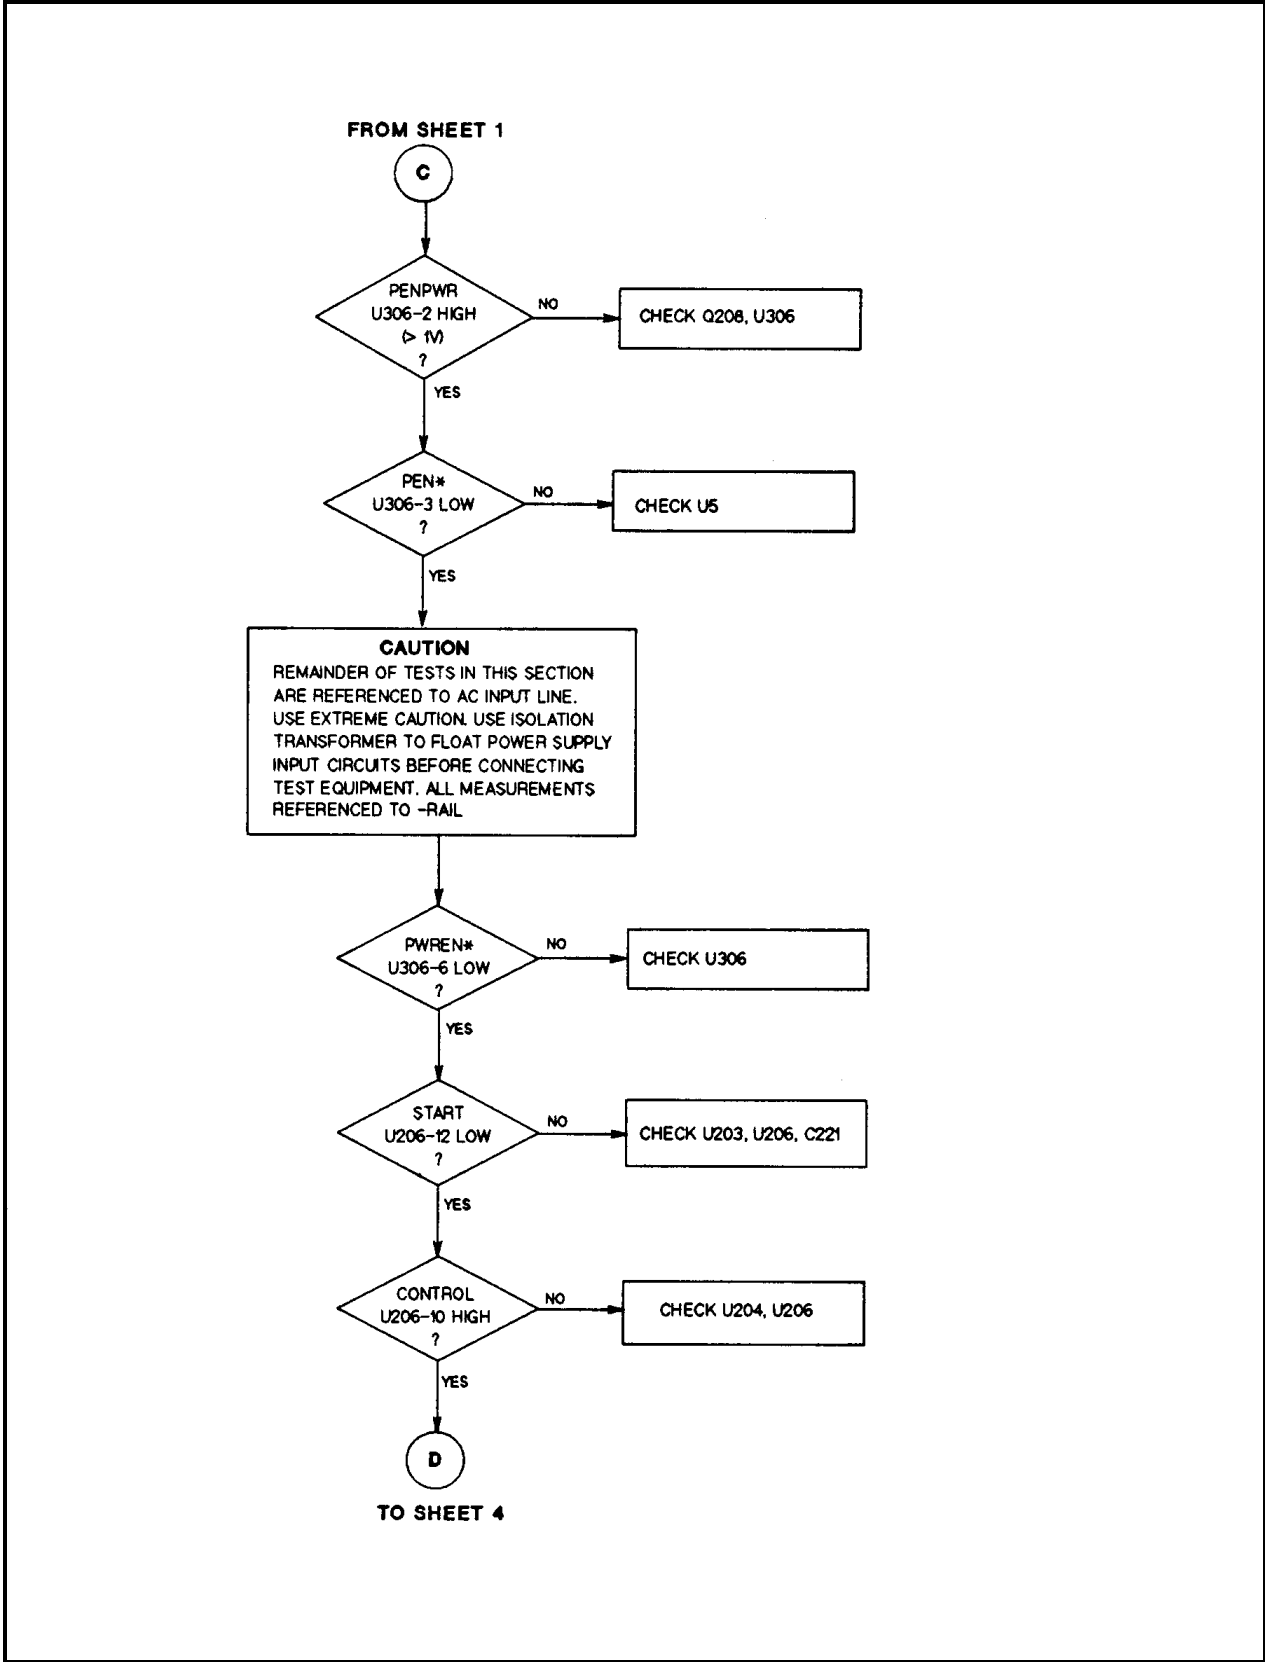 FROM SHEET 1
C
PENPWR
U306-2 HIGH
(> 1V)
?
NO
CHECK Q208, U306
YES
PEN*
U306-3 LOW
?
NO
CHECK U5
YES
CAUTION
REMAINDER OF TESTS IN THIS SECTION
ARE REFERENCED TO AC INPUT LINE.
USE EXTREME CAUTION. USE ISOLATION
TRANSFORMER TO FLOAT POWER SUPPLY
INPUT CIRCUITS BEFORE CONNECTING
TEST EQUIPMENT. ALL MEASUREMENTS
REFERENCED TO -RAIL
PWREN*
U306-6 LOW
?
NO
CHECK U306
YES
START
U206-12 LOW
?
NO
CHECK U203, U206, C221
YES
CONTROL
U206-10 HIGH
?
NO
CHECK U204, U206
YES
D
TO SHEET 4